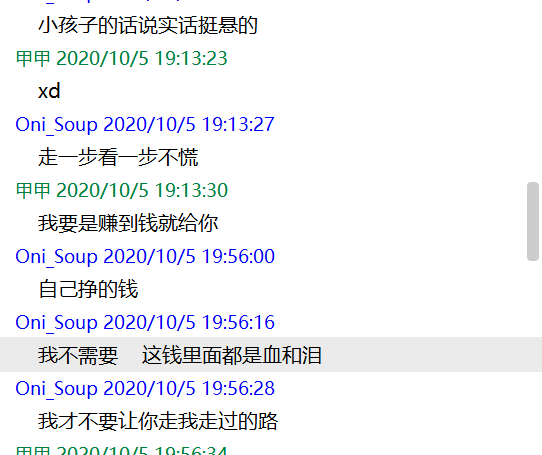 小孩子的话说实话挺悬的
甲甲 2020/10/5 19:13:23
xd
Oni_Soup 2020/10/5 19:13:27
走一步看一步不慌
甲甲 2020/10/5 19:13:30
我要是赚到钱就给你
Oni_Soup 2020/10/5 19:56:00
自己挣的钱
Oni_Soup 2020/10/5 19:56:16
我不需要 这钱里面都是血和泪
Oni_Soup 2020/10/5 19:56:28
我才不要让你走我走过的路
甲甲 2020/10/5 19:56:34